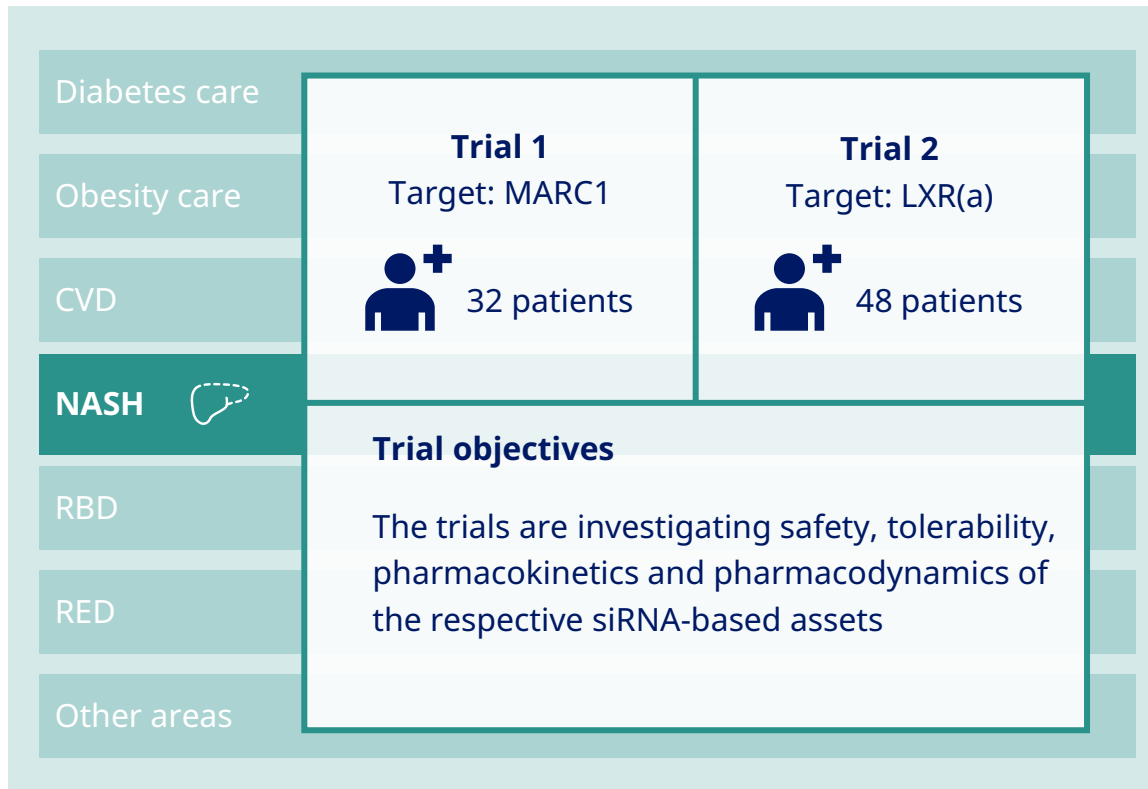 Diabetes care
Obesity care
CVD
NASH
RBD
RED
Other areas
Trial 1
Target: MARC1
32 patients
Trial 2
Target: LXR(a)
48 patients
Trial objectives
The trials are investigating safety, tolerability,
pharmacokinetics and pharmacodynamics of
the respective siRNA-based assets